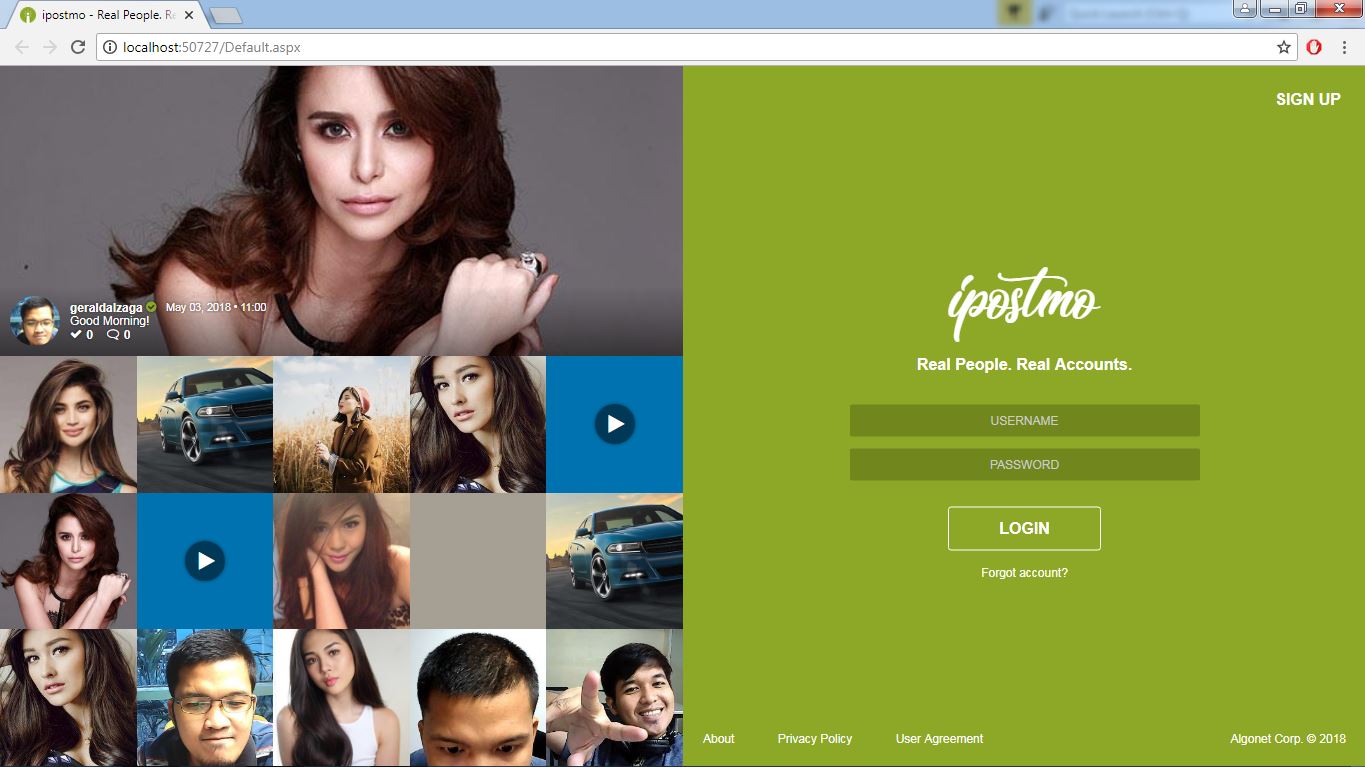 ipostmo - Real People. Re
localhost:50727/Default.aspx
geraldalzaga May 03, 2018 • 11:00
Good Morning!
0 0
SIGN UP
ipostmo
Real People. Real Accounts.
USERNAME
PASSWORD
LOGIN
Forgot account?
About Privacy Policy User Agreement Algonet Corp. © 2018